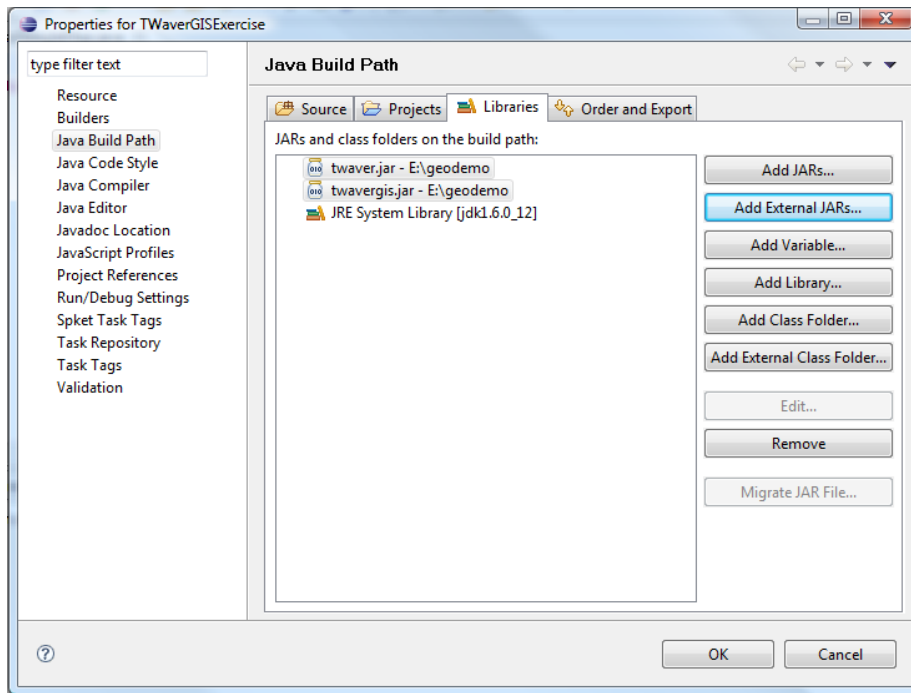 Properties for TWaverGISExercise
type filter text
Resource
Builders
Java Build Path
Java Code Style
Java Compiler
Java Editor
Javadoc Location
JavaScript Profiles
Project References
Run/Debug Settings
Spket Task Tags
Task Repository
Task Tags
Validation
Java Build Path
Source Projects Libraries Order and Export
JARs and class folders on the build path:
twaver.jar - E:\geodemo
twavergis.jar - E:\geodemo
JRE System Library [jdk1.6.0_12]
Add JARs...
Add External JARs...
Add Variable...
Add Library...
Add Class Folder...
Add External Class Folder...
Edit...
Remove
Migrate JAR File...
OK Cancel